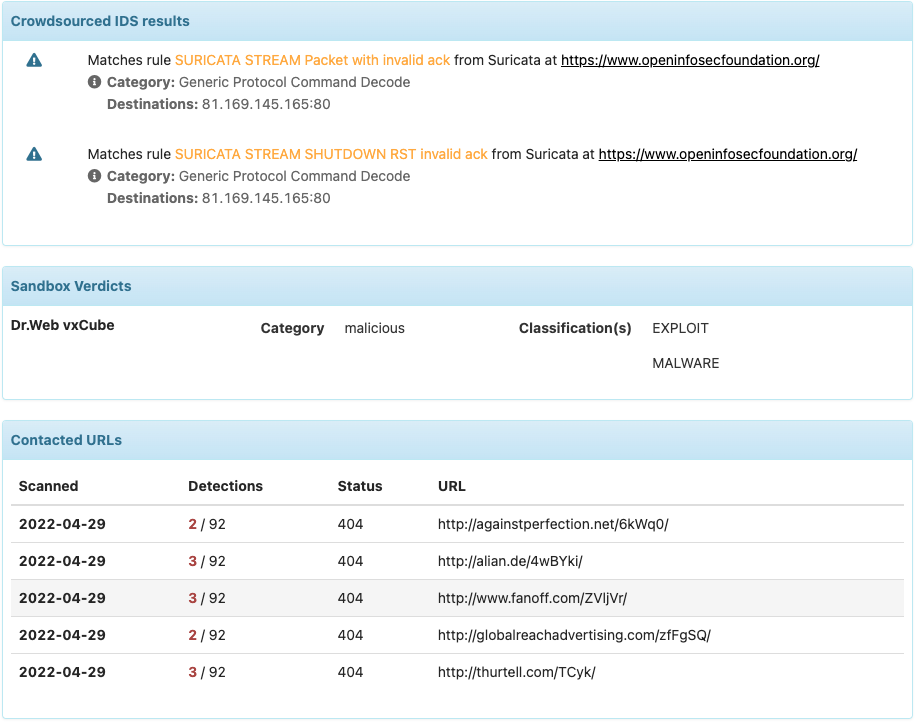 Crowdsourced IDS results
Matches rule SURICATA STREAM Packet with invalid ack from Suricata at https://www.openinfosecfoundation.org/
Category: Generic Protocol Command Decode
Destinations: 81.169.145.165:80
Matches rule SURICATA STREAM SHUTDOWN RST invalid ack from Suricata at https://www.openinfosecfoundation.org/
Category: Generic Protocol Command Decode
Destinations: 81.169.145.165:80
Sandbox Verdicts
Dr.Web vxCube Category malicious Classification(s) EXPLOIT
MALWARE
Contacted URLs
Scanned Detections Status URL
2022-04-29 2 / 92 404 http://againstperfection.net/6kWq0/
2022-04-29 3 / 92 404 http://alian.de/4wBYki/
2022-04-29 3 / 92 404 http://www.fanoff.com/ZVIjVr/
2022-04-29 2 / 92 404 http://globalreachadvertising.com/zfFgSQ/
2022-04-29 3 / 92 404 http://thurtell.com/TCyk/